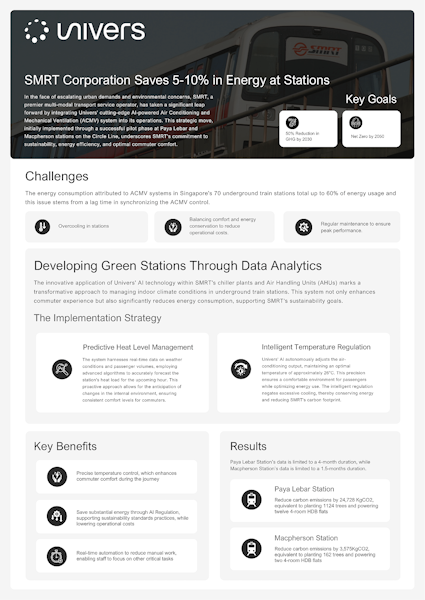 UNIVERS
SMRT
SMRT Corporation Saves 5-10% in Energy at Stations
In the face of escalating urban demands and environmental concerns, SMRT, a
premier multi-modal transport service operator, has taken a significant leap
forward by integrating Univers' cutting-edge AI-powered Air Conditioning and
Mechanical Ventilation (ACMV) system into its operations. This strategic move,
initially implemented through a successful pilot phase at Paya Lebar and
Macpherson stations on the Circle Line, underscores SMRT's commitment to
sustainability, energy efficiency, and optimal commuter comfort.
Key Goals
50% Reduction in
GHG by 2030
Net Zero by 2050
Challenges
The energy consumption attributed to ACMV systems in Singapore's 70 underground train stations total up to 60% of energy usage and
this issue stems from a lag time in synchronizing the ACMV control.
Overcooling in stations
Balancing comfort and energy
conservation to reduce
operational costs
Regular maintenance to ensure
peak performance.
Developing Green Stations Through Data Analytics
The innovative application of Univers' AI technology within SMRT's chiller plants and Air Handling Units (AHUs) marks a
transformative approach to managing indoor climate conditions in underground train stations. This system not only enhances
commuter experience but also significantly reduces energy consumption, supporting SMRT's sustainability goals.
The Implementation Strategy
Predictive Heat Level Management
The system harnesses real-time data on weather
conditions and passenger volumes, employing
advanced algorithms to accurately forecast the
station's heat load for the upcoming hour. This
proactive approach allows for the anticipation of
changes in the internal environment, ensuring
consistent comfort levels for commuters.
Intelligent Temperature Regulation
Univers' AI autonomously adjusts the air-
conditioning output, maintaining an optimal
temperature of approximately 26°C. This precision
ensures a comfortable environment for passengers
while optimising energy use. The intelligent regulation
negates excessive cooling, thereby conserving energy
and reducing SMRT's carbon footprint
Key Benefits
Precise temperature control, which enhances
commuter comfort during the journey
Save substantial energy through AI Regulation,
supporting sustainability standards practices, while
lowering operational costs
Real-time automation to reduce manual work,
enabling staff to focus on other critical tasks
Results
Paya Lebar Station's data is limited to a 4-month duration, while
Macpherson Station's data is limited to a 1.5-months duration.
Paya Lebar Station
Reduce carbon emissions by 24,728 KgCO2,
equivalent to planting 1124 trees and powering
twelve 4-room HDB flats
Macpherson Station
Reduce carbon emissions by 3,575KgCO2,
equivalent to planting 162 trees and powering
two 4-room HDB flats